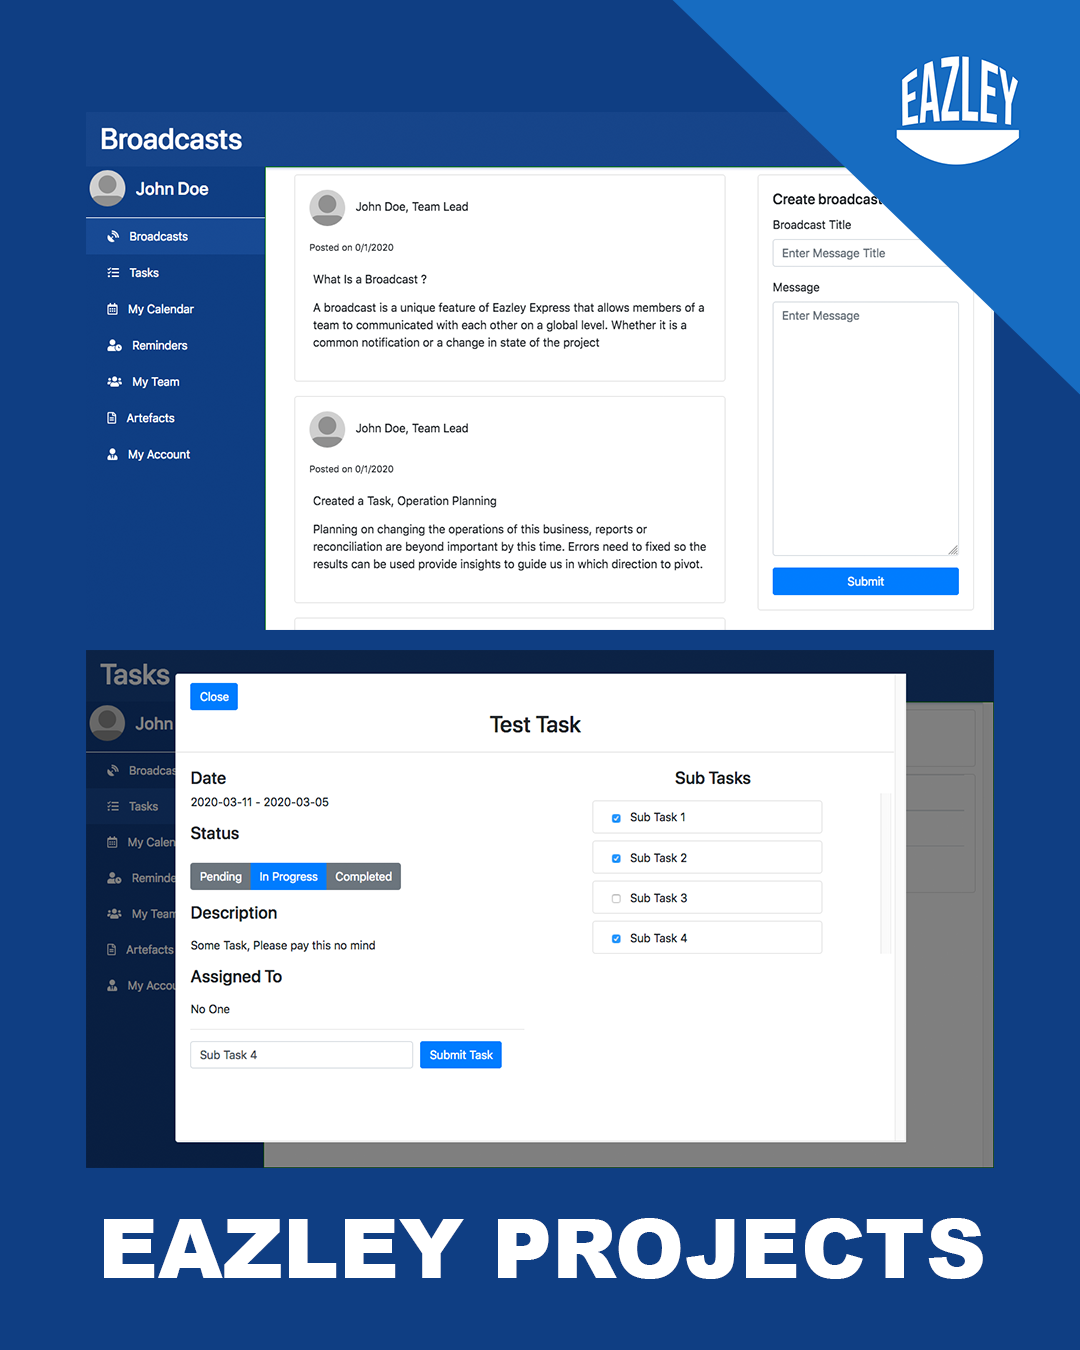 EAZLEY
Broadcasts
John Doe
Broadcasts
Tasks
My Calendar
Reminders
My Team
Artefacts
My Account
John Doe, Team Lead
Posted on 0/1/2020
What Is a Broadcast ?
A broadcast is a unique feature of Eazley Express that allows members of a
team to communicated with each other on a global level. Whether it is a
common notification or a change in state of the project
John Doe, Team Lead
Posted on 0/1/2020
Created a Task, Operation Planning
Planning on changing the operations of this business, reports or
reconciliation are beyond important by this time. Errors need to fixed so the
results can be used provide insights to guide us in which direction to pivot.
Create broadcast
Broadcast Title
Enter Message Title
Message
Enter Message
Submit
Tasks
John
Broadcas
Tasks
My Calen
Reminde
My Team
Artefacts
My Accou
Close
Test Task
Date
2020-03-11 - 2020-03-05
Status
Pending In Progress Completed
Description
Some Task, Please pay this no mind
Assigned To
No One
Sub Task 4 Submit Task
Sub Tasks
Sub Task 1
Sub Task 2
Sub Task 3
Sub Task 4
EAZLEY PROJECTS